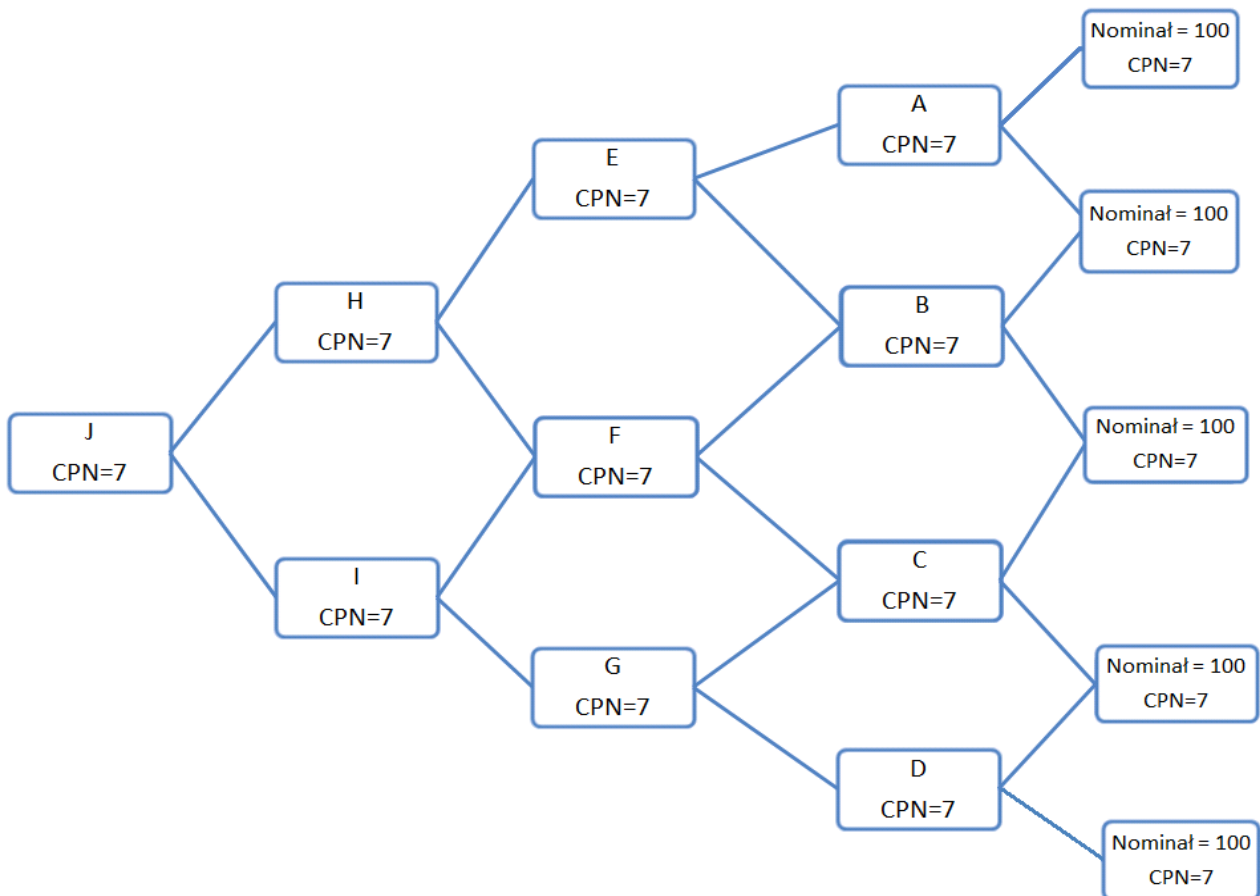 Nominał = 100
CPN=7
A
CPN=7
E
CPN=7
Nominał = 100
CPN=7
H
CPN=7
B
CPN=7
J
CPN=7
F
CPN=7
Nominał = 100
CPN=7
I
CPN=7
C
CPN=7
G
CPN=7
Nominał = 100
CPN=7
D
CPN=7
Nominał = 100
CPN=7